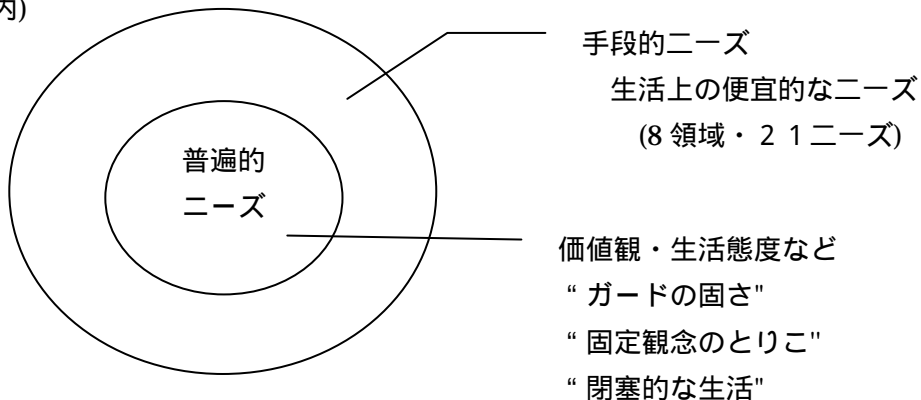 内)
手段的ニーズ
生活上の便宜的なニーズ
(8 領域・２１ニーズ)
普遍的
ニーズ
価値観・生活態度など
“ ガードの固さ"
“ 固定観念のとりこ"
“ 閉塞的な生活"